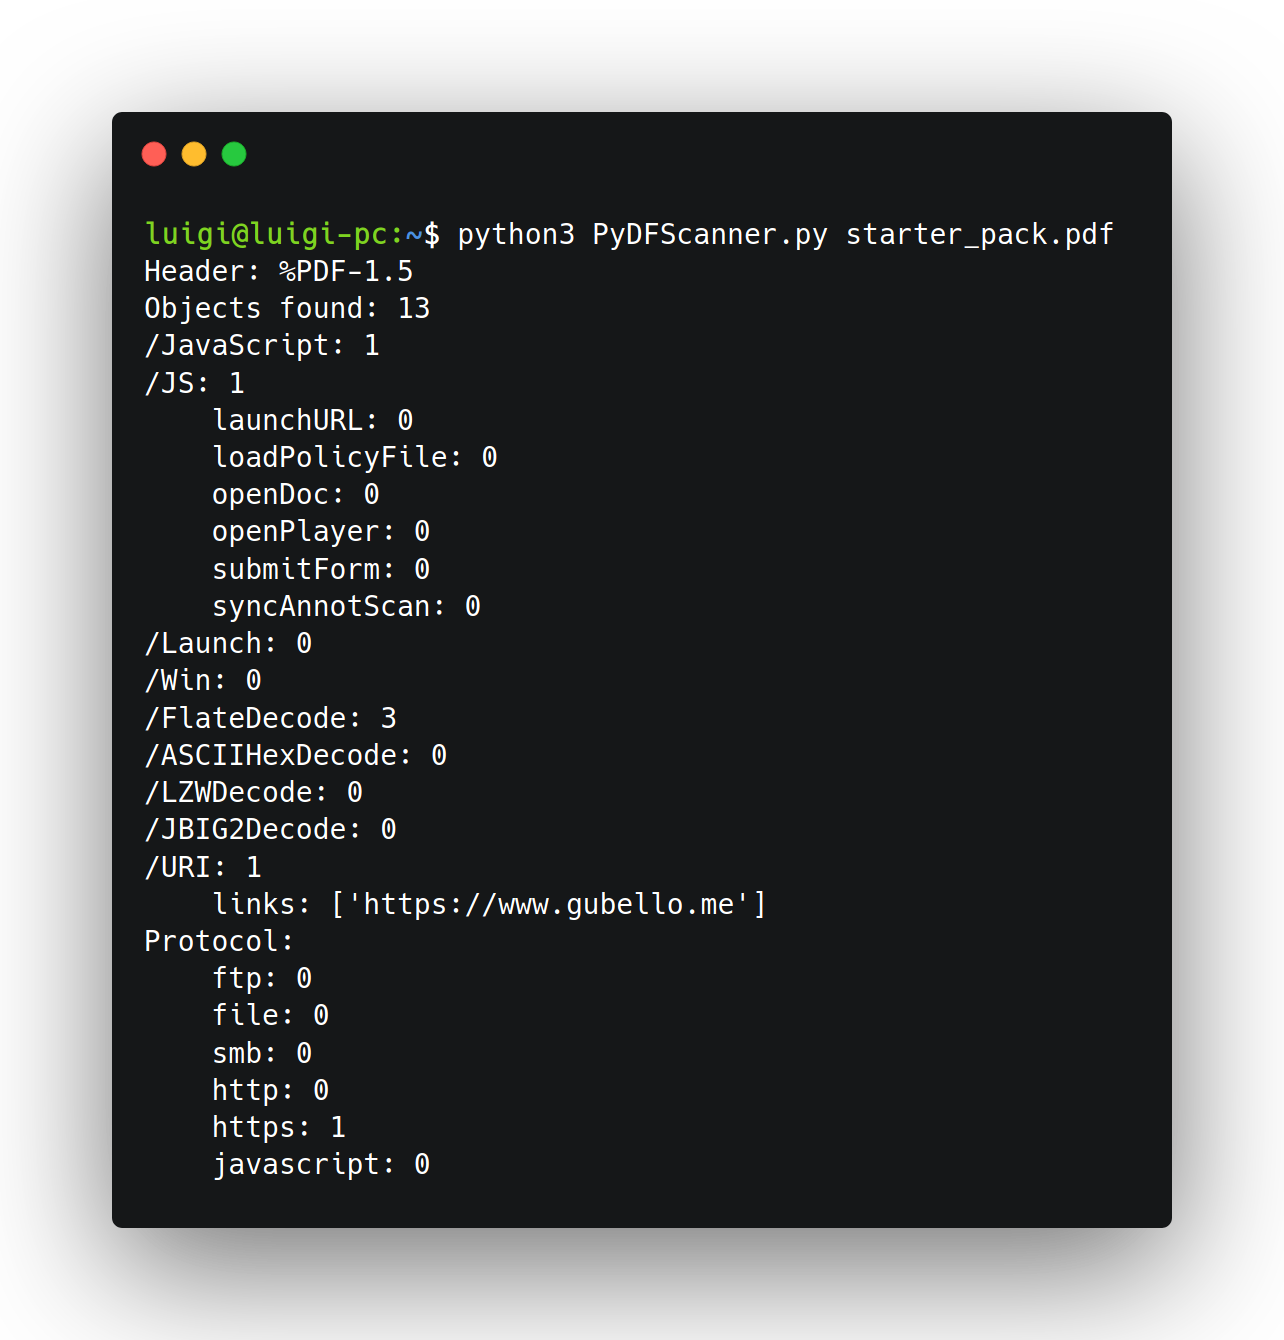 luigi@luigi-pc:~$ python3 PyDFScanner.py starter_pack.pdf
Header: %PDF-1.5
Objects found: 13
/JavaScript: 1
/JS: 1
    launchURL: 0
    loadPolicyFile: 0
    openDoc: 0
    openPlayer: 0
    submitForm: 0
    syncAnnotScan: 0
/Launch: 0
/Win: 0
/FlateDecode: 3
/ASCIIHexDecode: 0
/LZWDecode: 0
/JBIG2Decode: 0
/URI: 1
    links: ['https://www.gubello.me']
Protocol:
    ftp: 0
    file: 0
    smb: 0
    http: 0
    https: 1
    javascript: 0